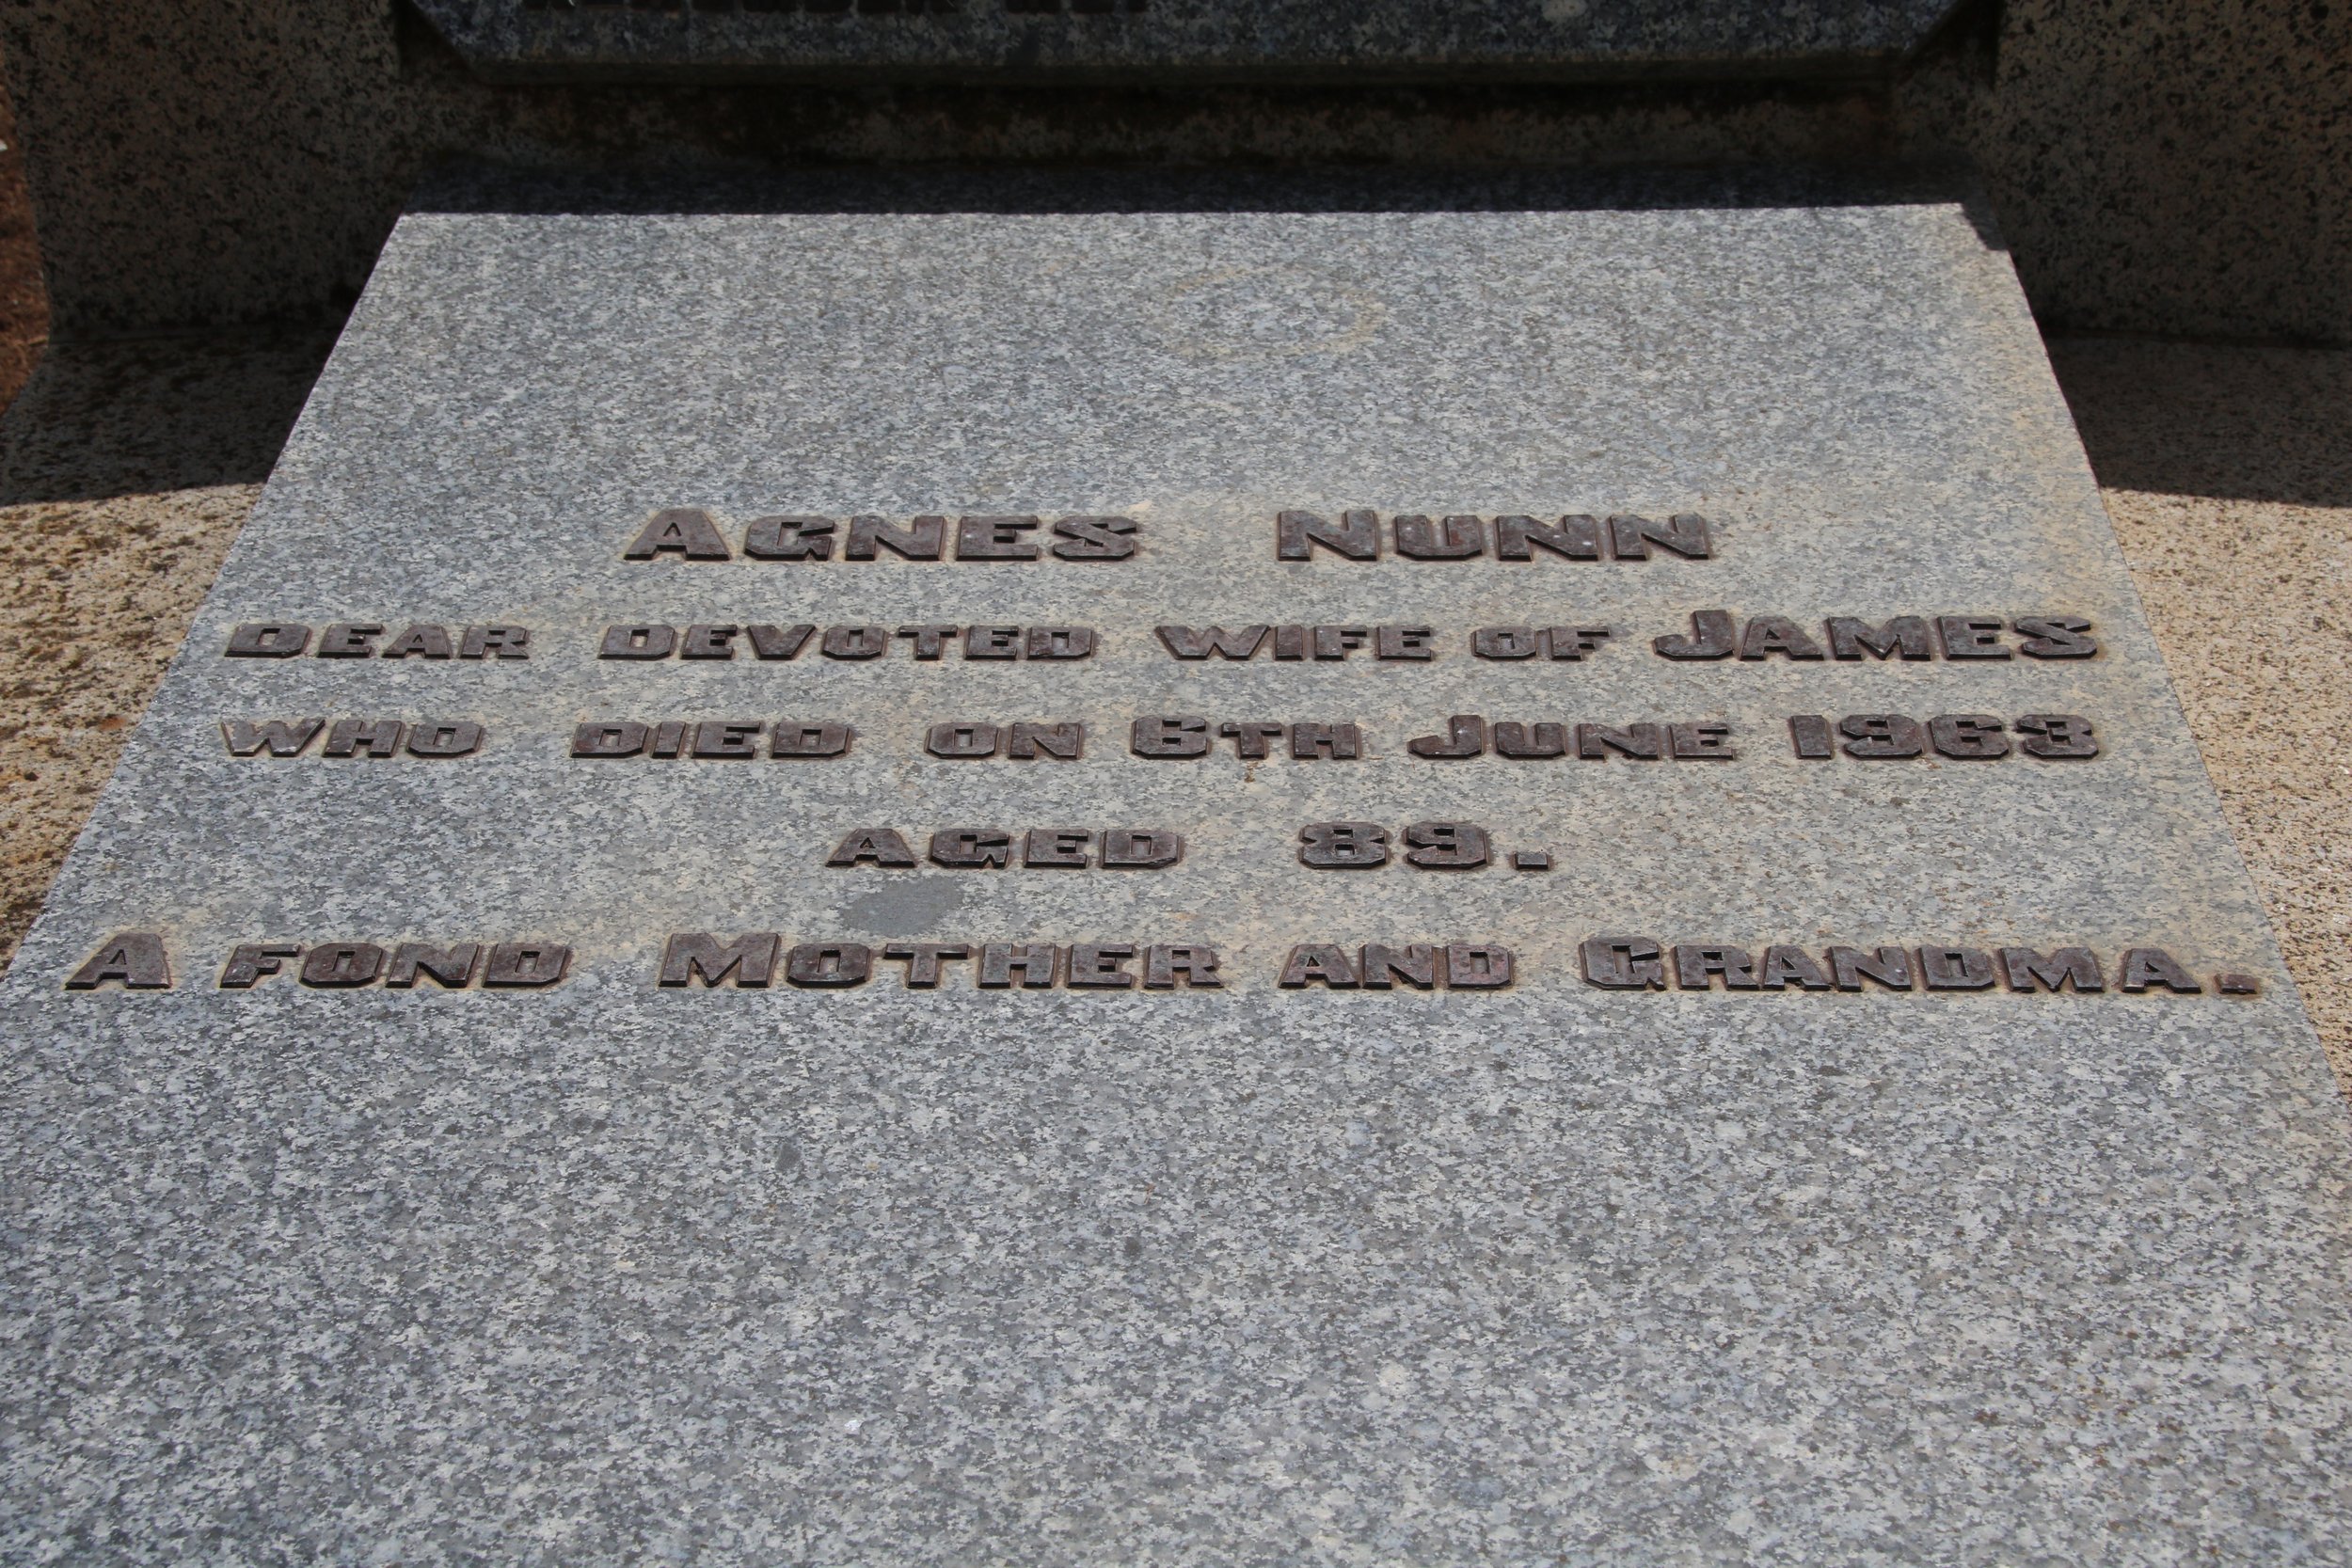 AGNES NUNN
DEAR DEVOTED WIFE OF JAMES
WHO DIED ON 6TH JUNE 1963
AGED 89.
A FOND MOTHER AND GRANDMA.